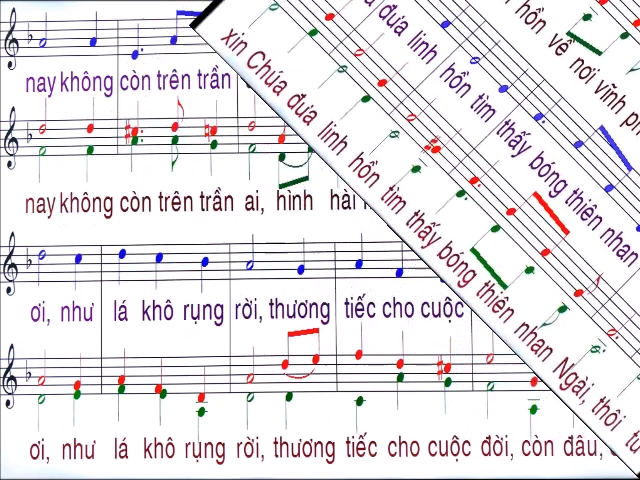 nay không còn trên trần
nay không còn trên trần ai, hình hài
ơi, như lá khô rụng rời, thương tiếc cho cuộc
ơi, như lá khô rụng rời, thương tiếc cho cuộc đời, còn đâu,
hồn về nơi vĩnh
đưa linh hồn tìm thấy bóng thiên nhan
xin Chúa đưa linh hồn tìm thấy bóng thiên nhan Ngài, thôi